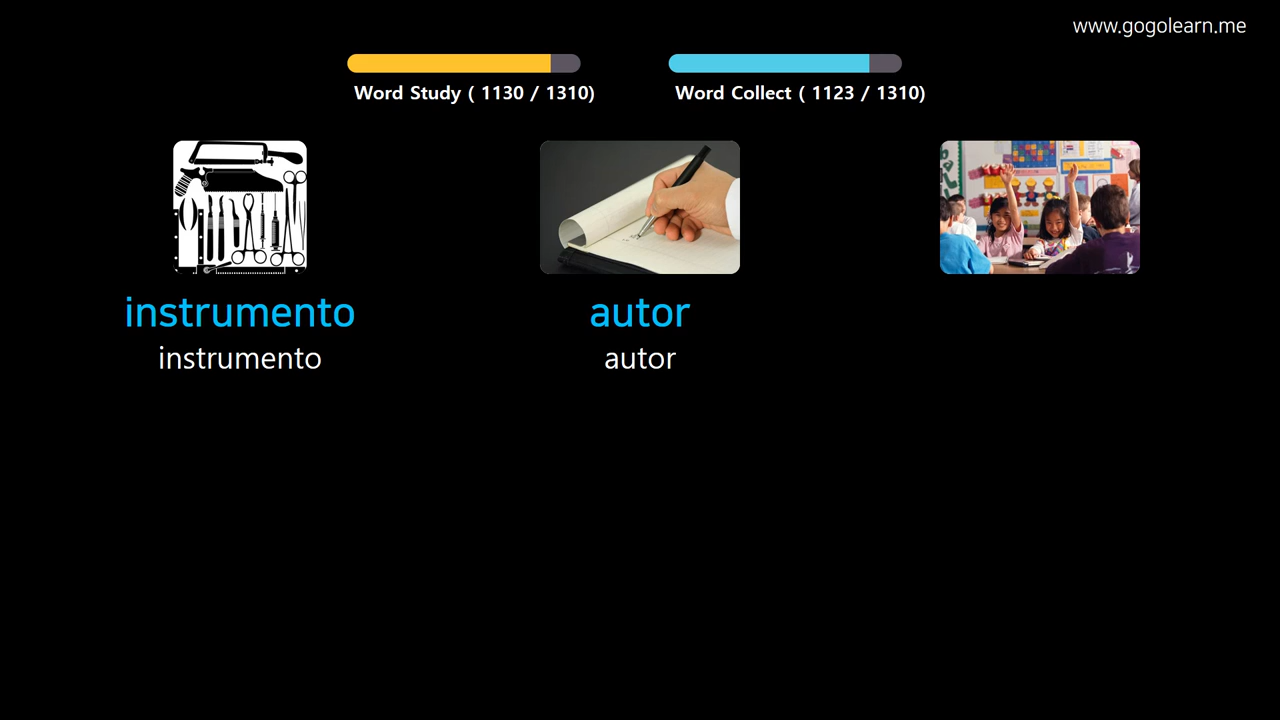 www.gogolearn.me
Word Study ( 1130 / 1310)
Word Collect ( 1123 / 1310)
instrumento
autor
instrumento
autor